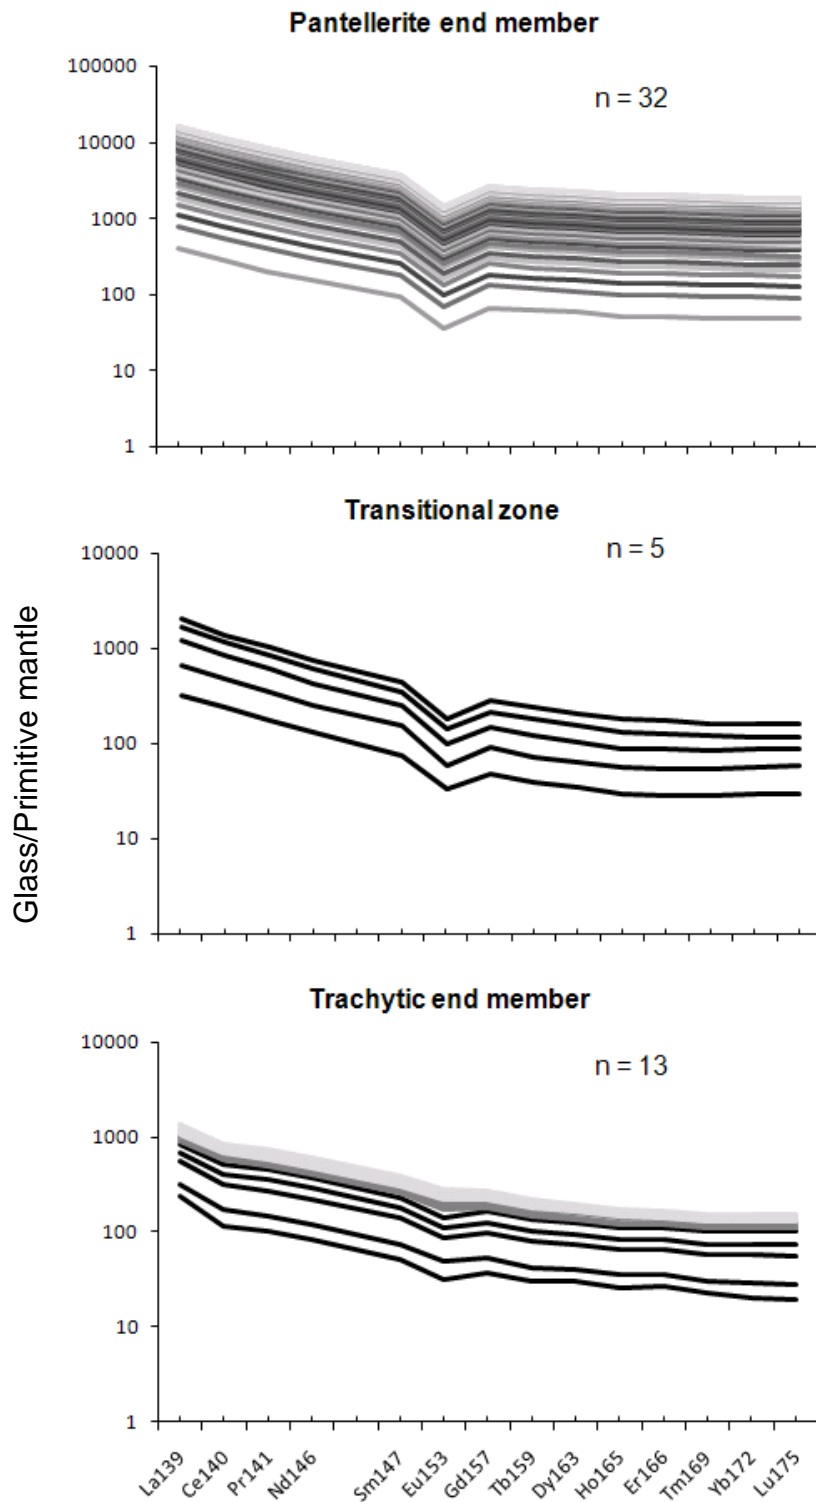 Pantellerite end member
n = 32
100000
10000
1000
100
10
1
Transitional zone
n = 5
10000
1000
100
10
1
Glass/Primitive mantle
Trachytic end member
n = 13
10000
1000
100
10
1
La139
Ce140
Pr141
Nd146
Sm147
Eu153
Gd157
Tb159
Dy163
Ho165
Er166
Tm169
Yb172
Lu175